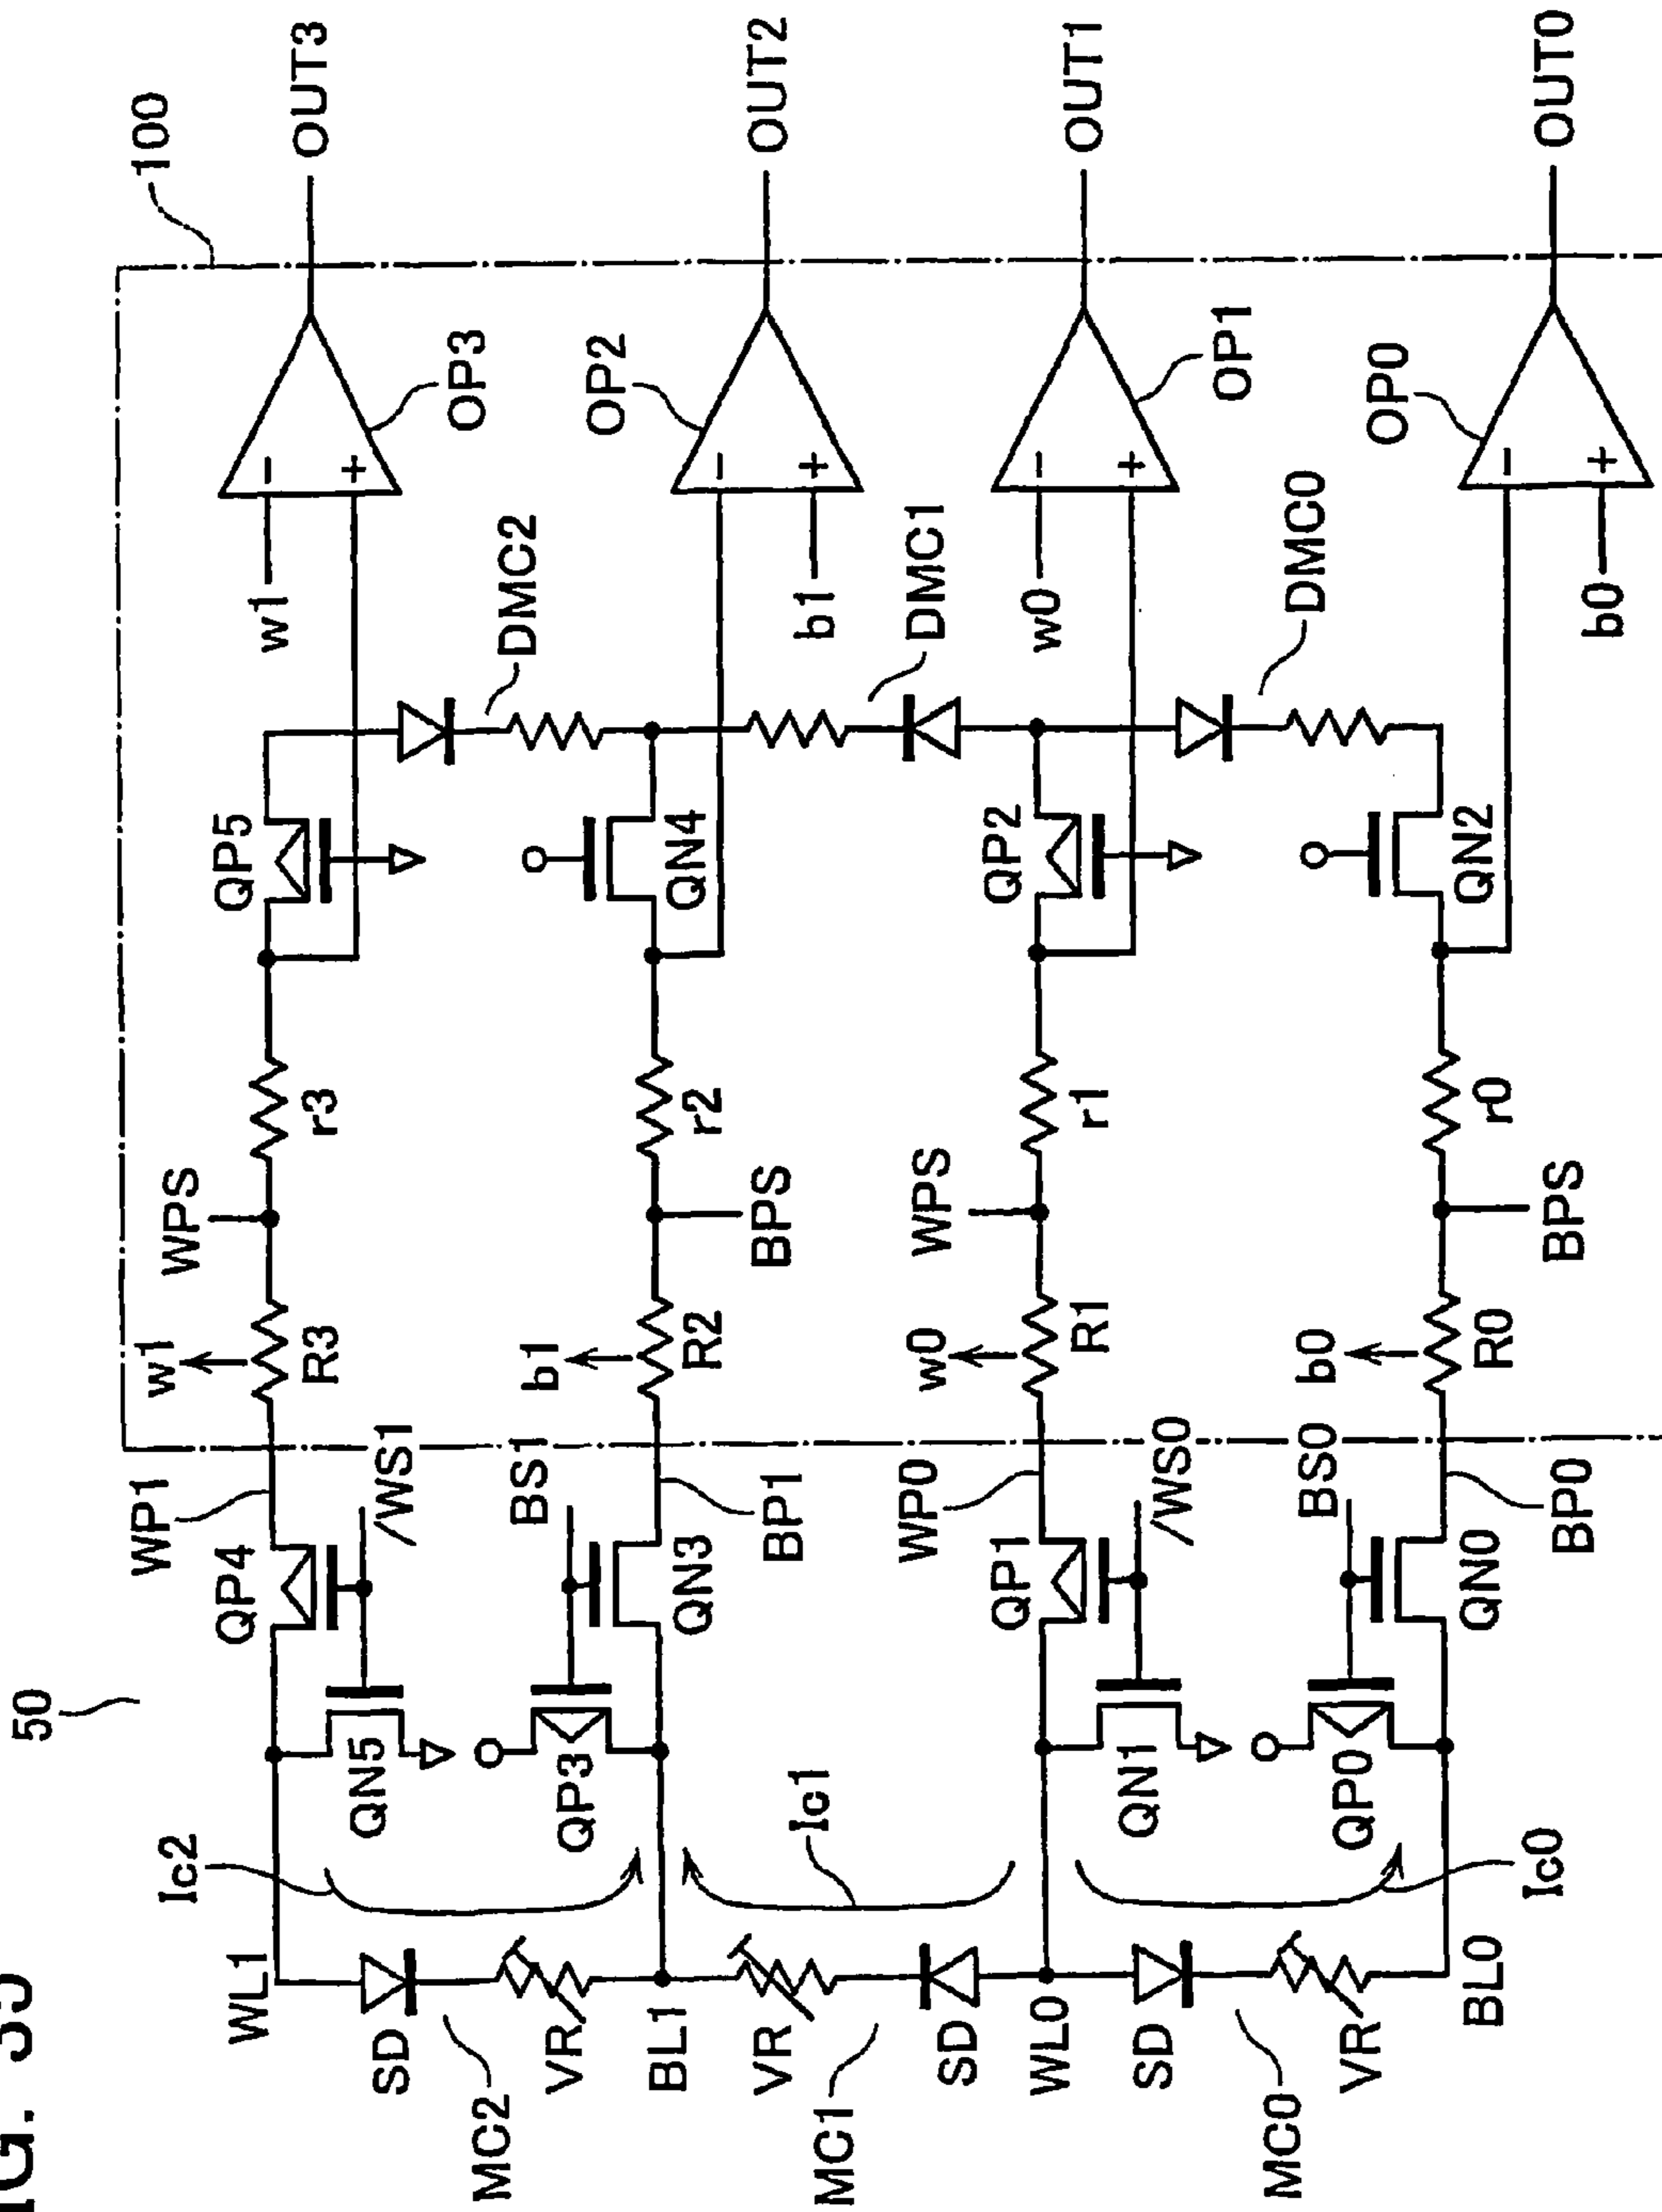 50
100
WL1
Ic2
QP4
WP1
w1
R3
WPS
r3
QP5
w1
−
+
OUT3
OP3
SD
MC2
QN5
/WS1
DMC2
VR
QP3
BS1
b1
QN4
OP2
−
OUT2
BL1
QN3
BP1
R2
r2
BPS
b1
+
VR
MC1
Ic1
DMC1
SD
WL0
QP1
WP0
w0
R1
WPS
r1
QP2
w0
−
+
OUT1
OP1
SD
QN1
/WS0
DMC0
MC0
VR
QP0
BS0
b0
OP0
−
OUT0
BL0
Ic0
QN0
BP0
R0
BPS
r0
QN2
b0
+